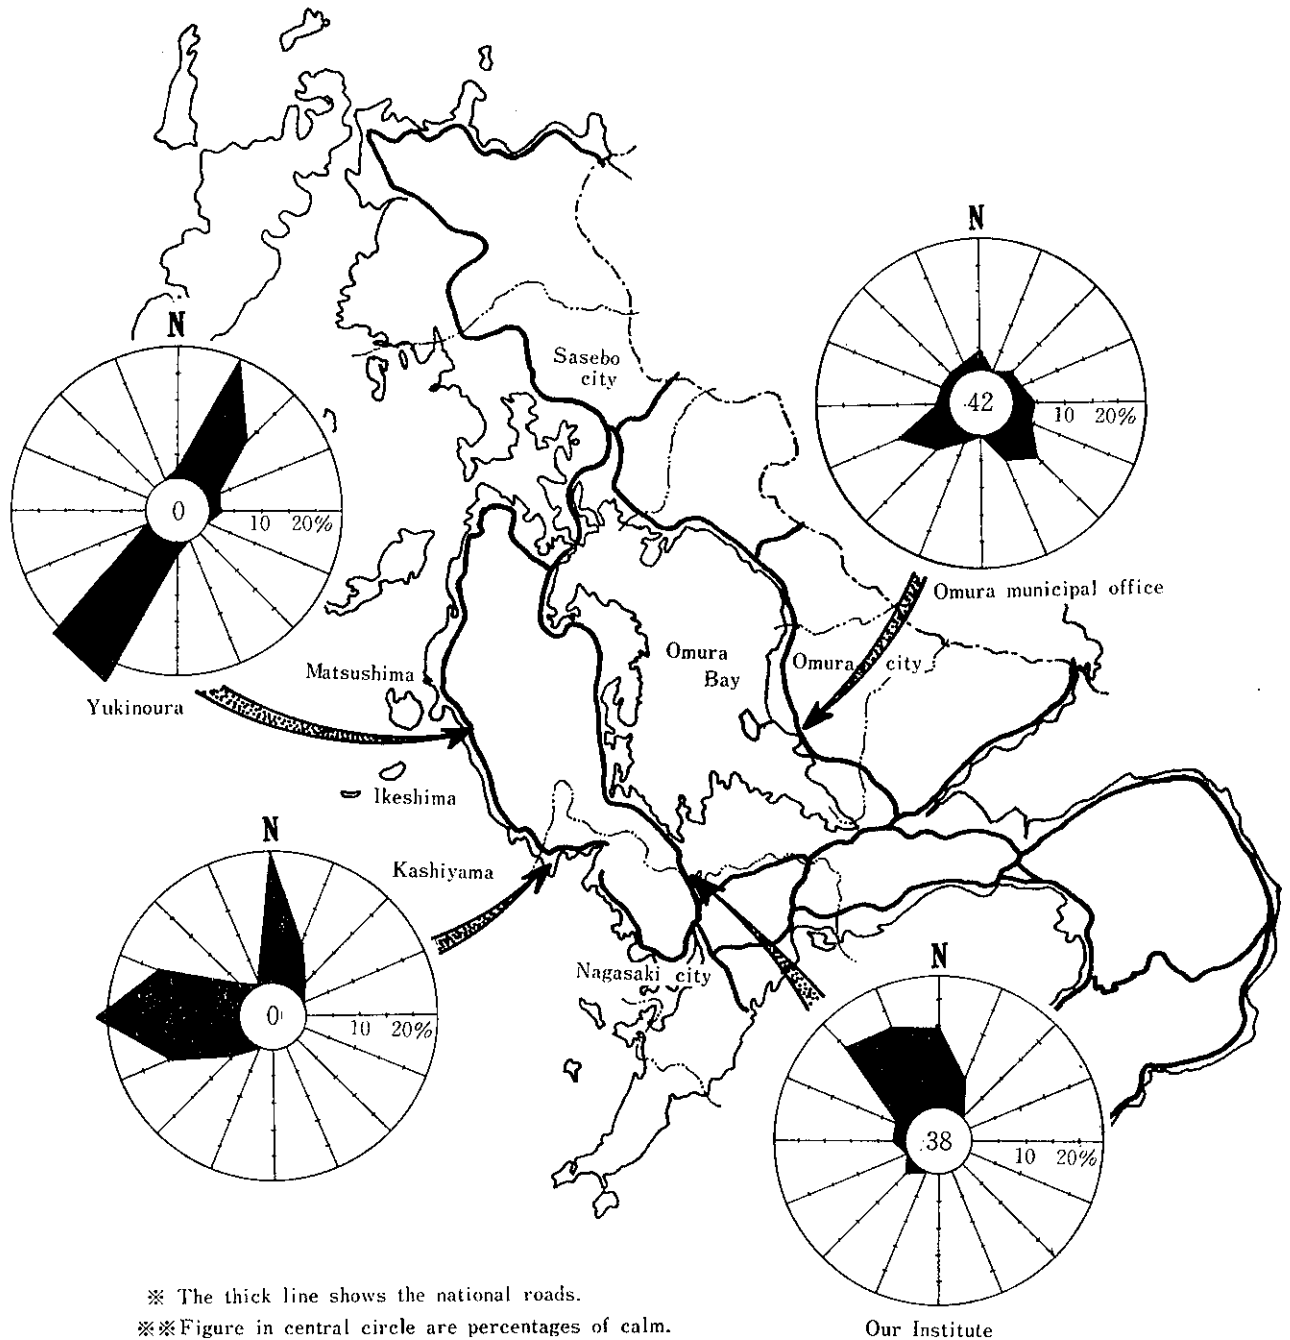 N
Sasebo
city
42
10 20%
N
0
10 20%
Omura municipal office
Omura
Bay
Omura city
Matsushima
Yukinoura
Ikeshima
N
Kashiyama
0
10 20%
Nagasaki city
N
38
10 20%
※ The thick line shows the national roads.
※※Figure in central circle are percentages of calm.
Our Institute